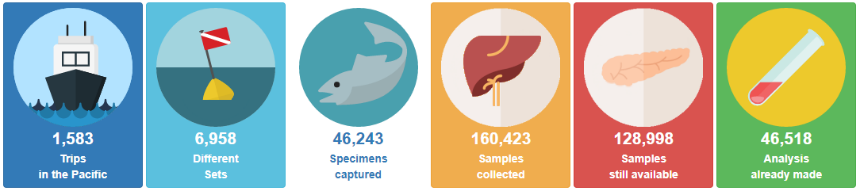 1,583
Trips
in the Pacific
6,958
Different
Sets
46,243
Specimens
captured
160,423
Samples
collected
128,998
Samples
still available
46,518
Analysis
already made